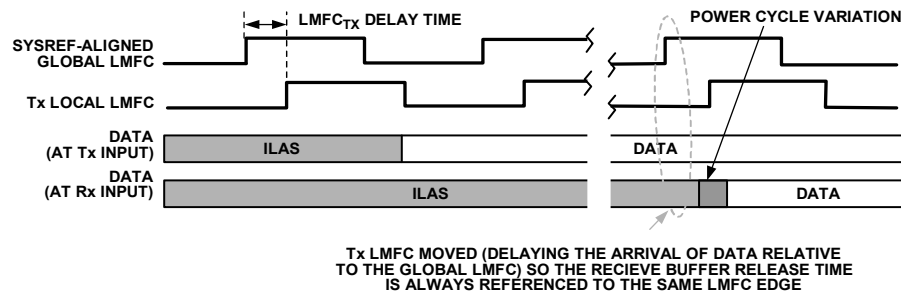 LMFCTX DELAY TIME
POWER CYCLE VARIATION
SYSREF-ALIGNED
GLOBAL LMFC
Tx LOCAL LMFC
DATA
(AT Tx INPUT)
ILAS
DATA
DATA
(AT Rx INPUT)
ILAS
DATA
Tx LMFC MOVED (DELAYING THE ARRIVAL OF DATA RELATIVE
TO THE GLOBAL LMFC) SO THE RECIEVE BUFFER RELEASE TIME
IS ALWAYS REFERENCED TO THE SAME LMFC EDGE